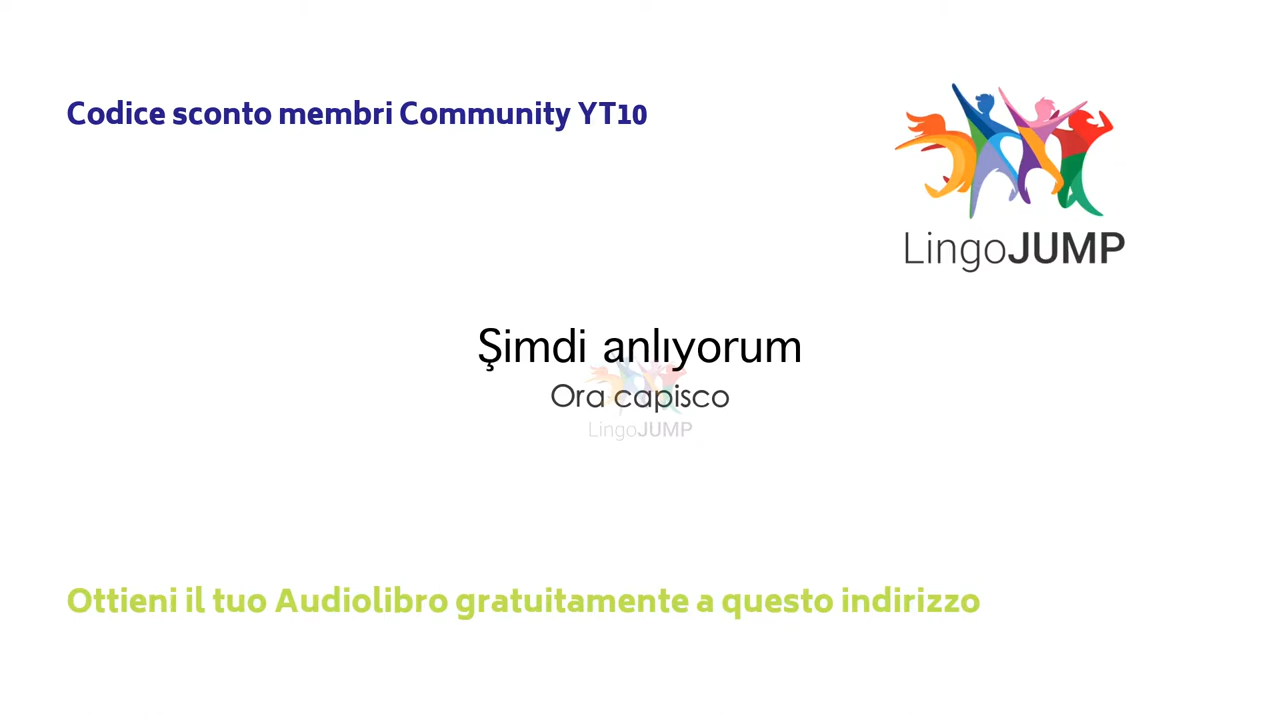 Codice sconto membri Community YT10
LingoJUMP
Şimdi anlıyorum
Ora capisco
LingoJUMP
Ottieni il tuo Audiolibro gratuitamente a questo indirizzo